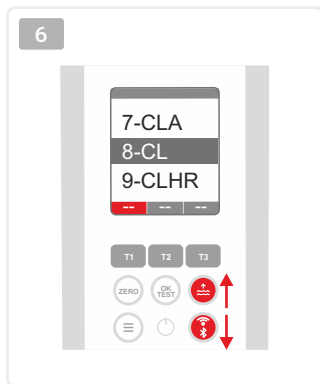 6
7-CLA
8-CL
9-CLHR
-- -- --
T1 T2 T3
ZERO OK TEST